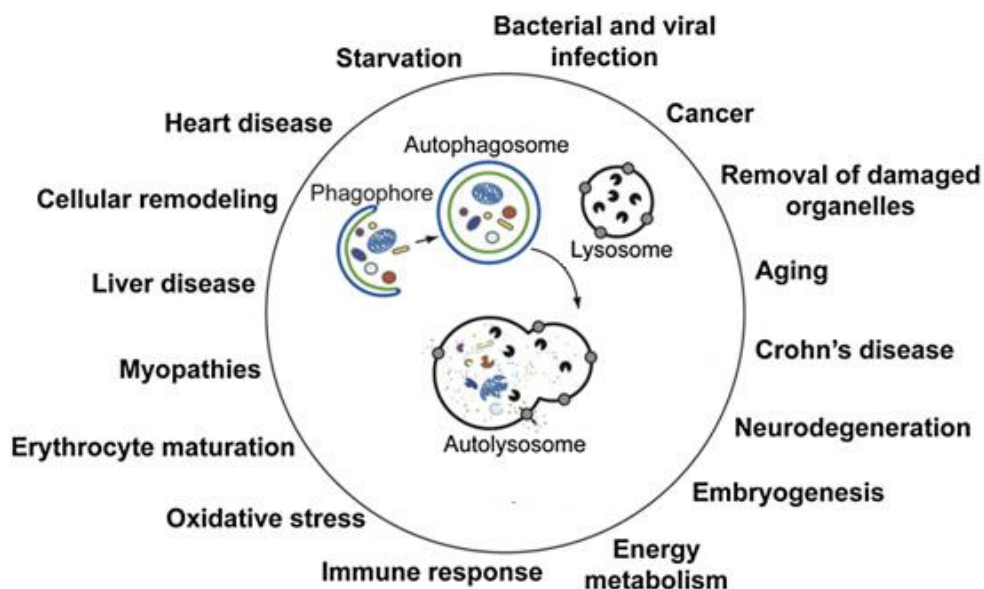 Bacterial and viral
infection
Starvation
Cancer
Heart disease
Autophagosome
Removal of damaged
organelles
Cellular remodeling
Phagophore
Lysosome
Aging
Liver disease
Crohn's disease
Myopathies
Neurodegeneration
Erythrocyte maturation
Autolysosome
Embryogenesis
Oxidative stress
Energy
metabolism
Immune response